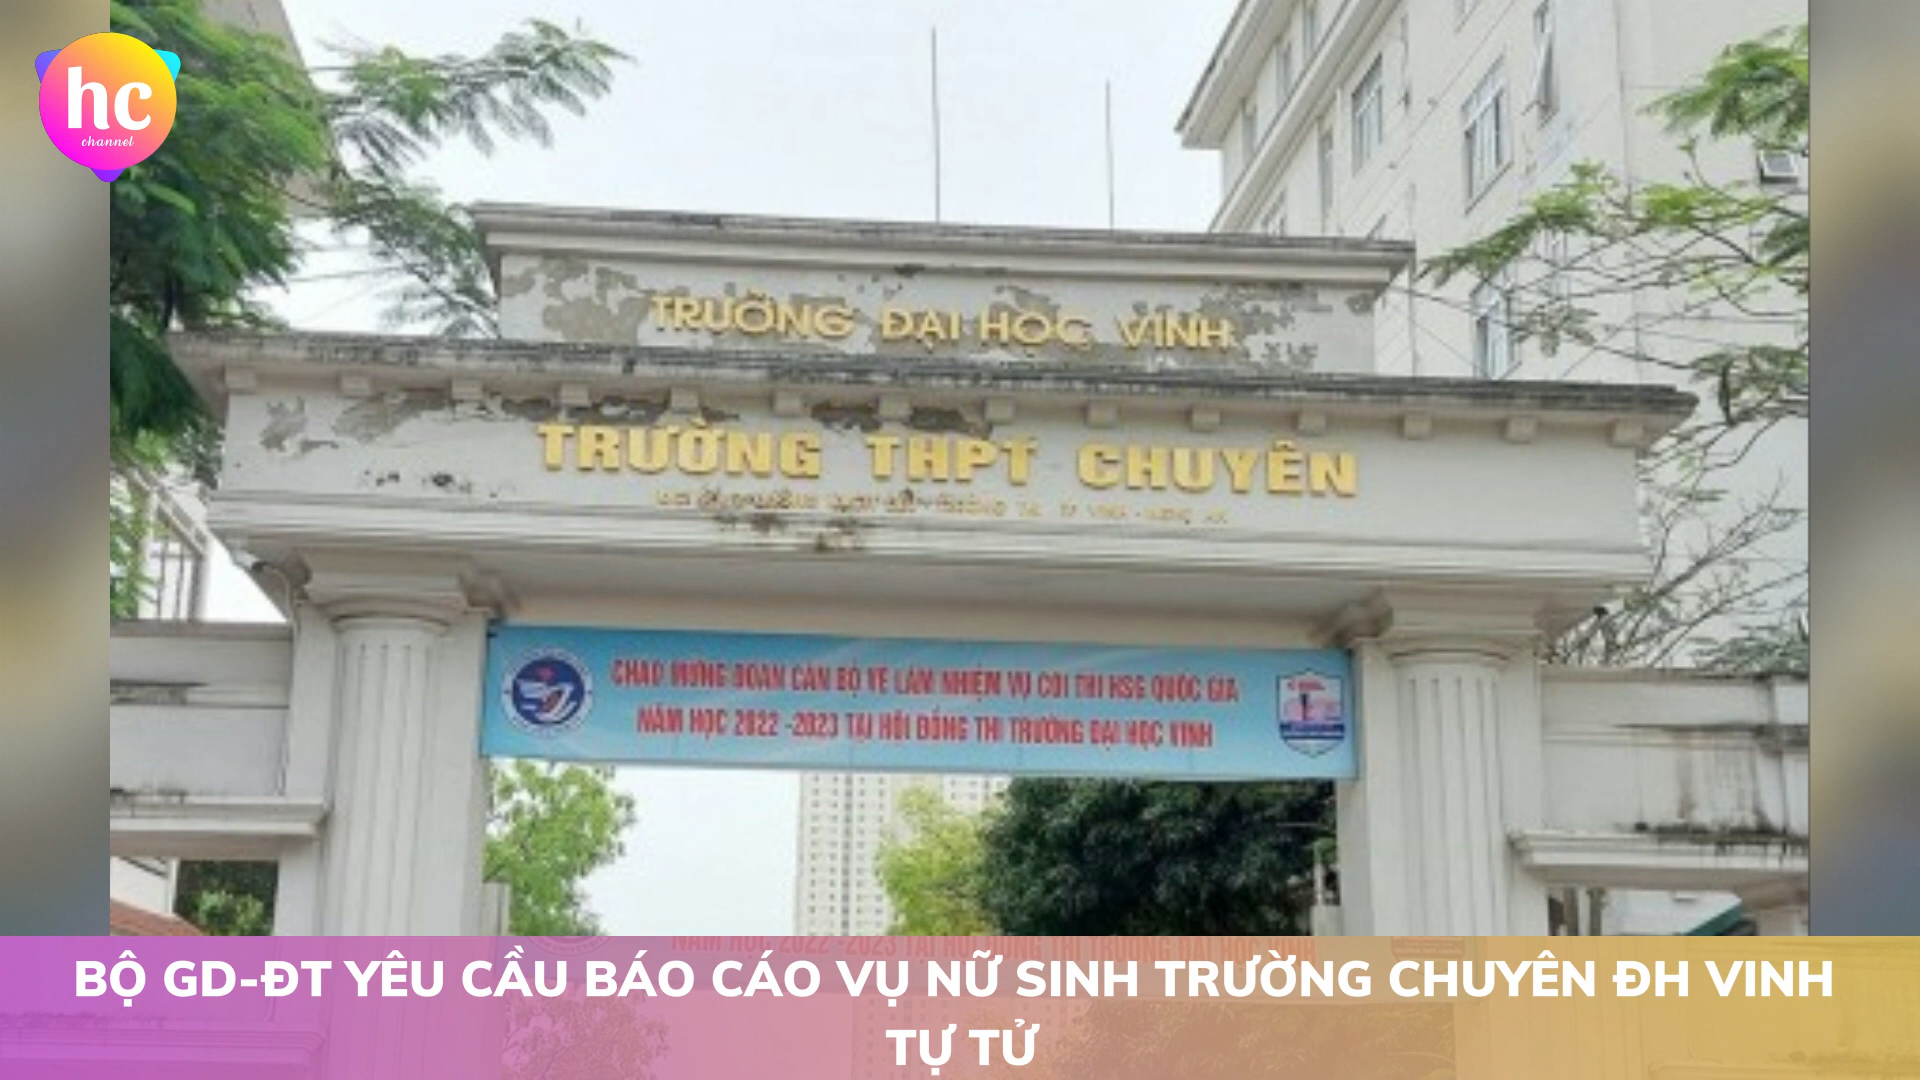 hc
channel
TRƯỜNG ĐẠI HỌC VINH
TRƯỜNG THPT CHUYÊN
CHÀO MỪNG ĐOÀN CÁN BỘ VỀ LÀM NHIỆM VỤ COI THI HSG QUỐC GIA
NĂM HỌC 2022 -2023 TẠI HỘI ĐỒNG THI TRƯỜNG ĐẠI HỌC VINH
BỘ GD-ĐT YÊU CẦU BÁO CÁO VỤ NỮ SINH TRƯỜNG CHUYÊN ĐH VINH
TỰ TỬ